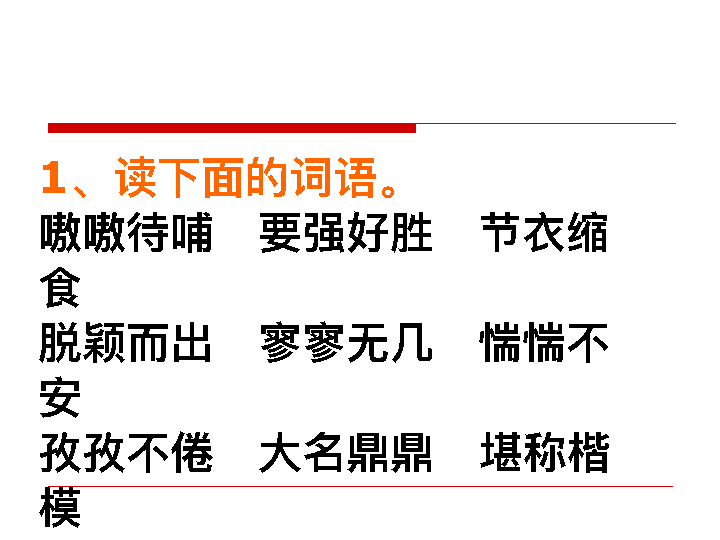 1、读下面的词语。
嗷嗷待哺 要强好胜 节衣缩
食
脱颖而出 寥寥无几 惴惴不
安
孜孜不倦 大名鼎鼎 堪称楷
模